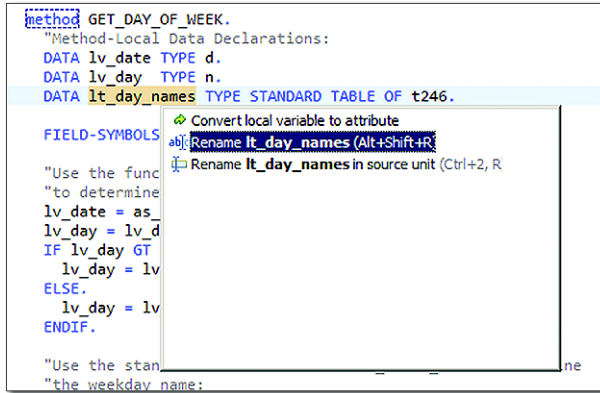 method GET_DAY_OF_WEEK.
"Method-Local Data Declarations:
DATA lv_date TYPE d.
DATA lv_day  TYPE n.
DATA lt_day_names TYPE STANDARD TABLE OF t246.
Convert local variable to attribute
FIELD-SYMBOLS
Rename lt_day_names (Alt+Shift+R)
Rename lt_day_names in source unit (Ctrl+2, R
"Use the func
"to determine
lv_date = as_
lv_day = lv_d
IF lv_day GT
lv_day = lv
ELSE.
lv_day = lv
ENDIF.
"Use the stan ne
"the weekday name: